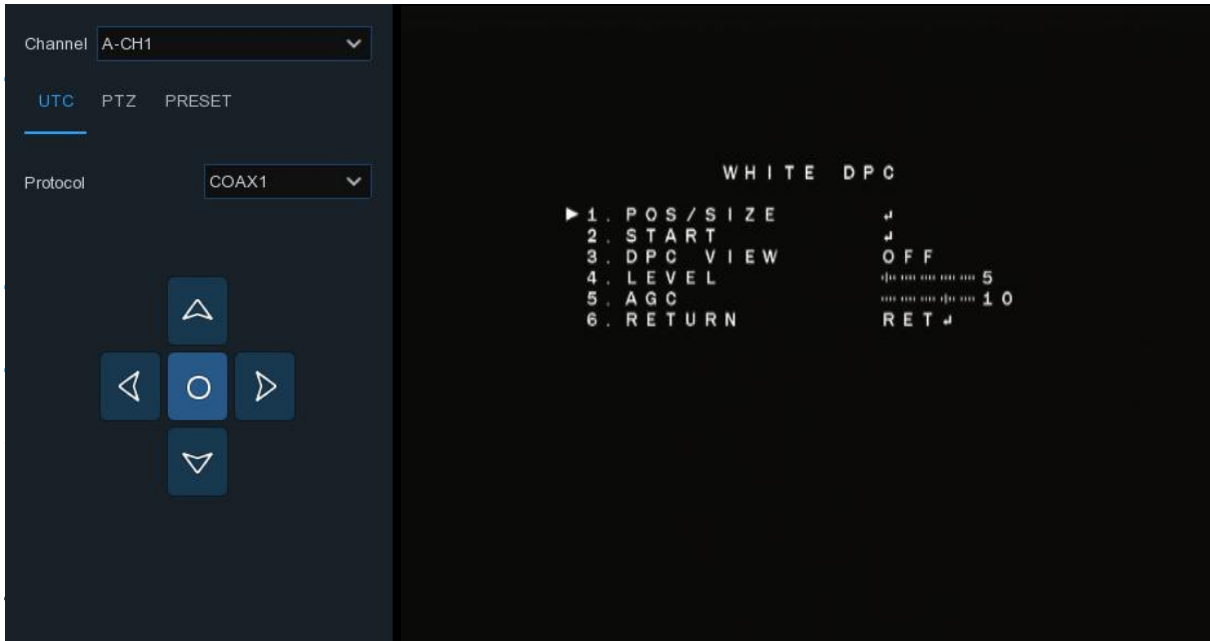 Channel A-CH1
UTC PTZ PRESET
Protocol COAX1
WHITE DPC
1. POS/SIZE
2. START
3. DPC VIEW OFF
4. LEVEL 5
5. AGC 10
6. RETURN RET